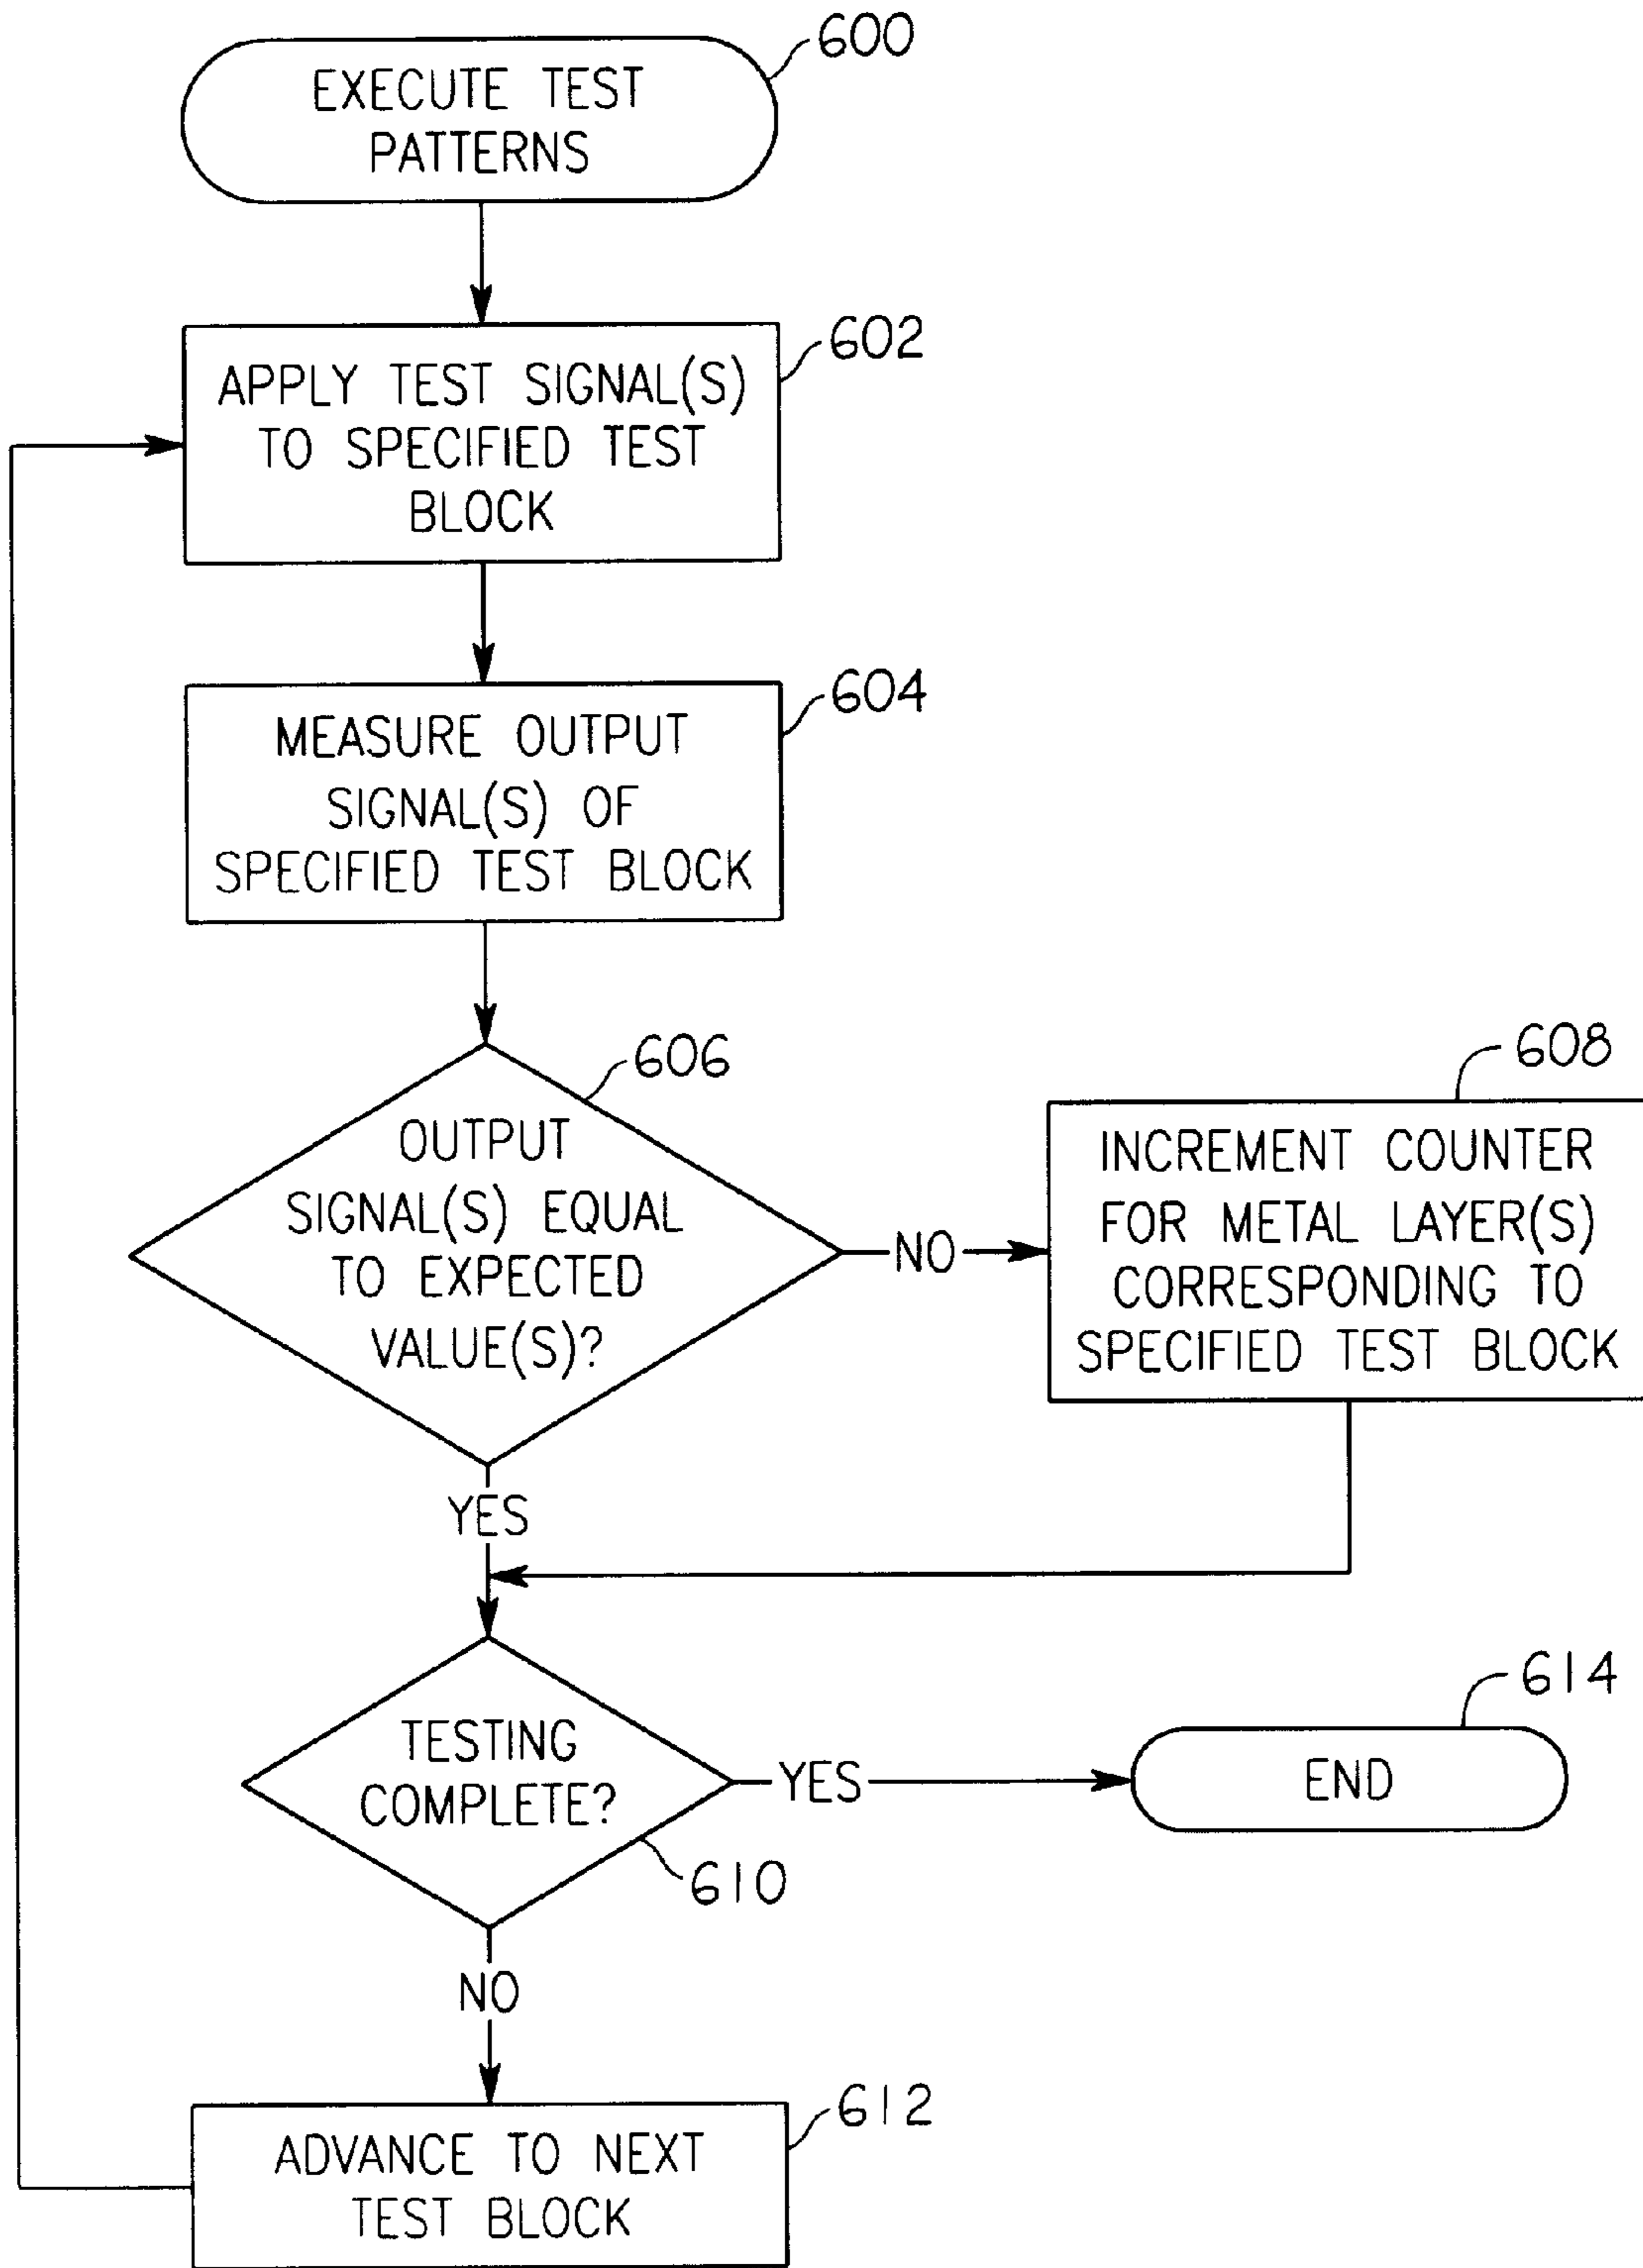 600
EXECUTE TEST
PATTERNS
602
APPLY TEST SIGNAL(S)
TO SPECIFIED TEST
BLOCK
604
MEASURE OUTPUT
SIGNAL(S) OF
SPECIFIED TEST BLOCK
606
OUTPUT
SIGNAL(S) EQUAL
TO EXPECTED
VALUE(S)?
NO
608
INCREMENT COUNTER
FOR METAL LAYER(S)
CORRESPONDING TO
SPECIFIED TEST BLOCK
YES
TESTING
COMPLETE?
610
YES
614
END
NO
612
ADVANCE TO NEXT
TEST BLOCK